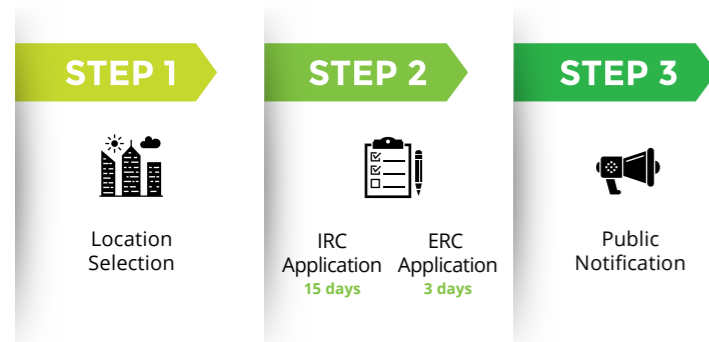 STEP 1
Location
Selection
STEP 2
IRC
Application
15 days
ERC
Application
3 days
STEP 3
Public
Notification